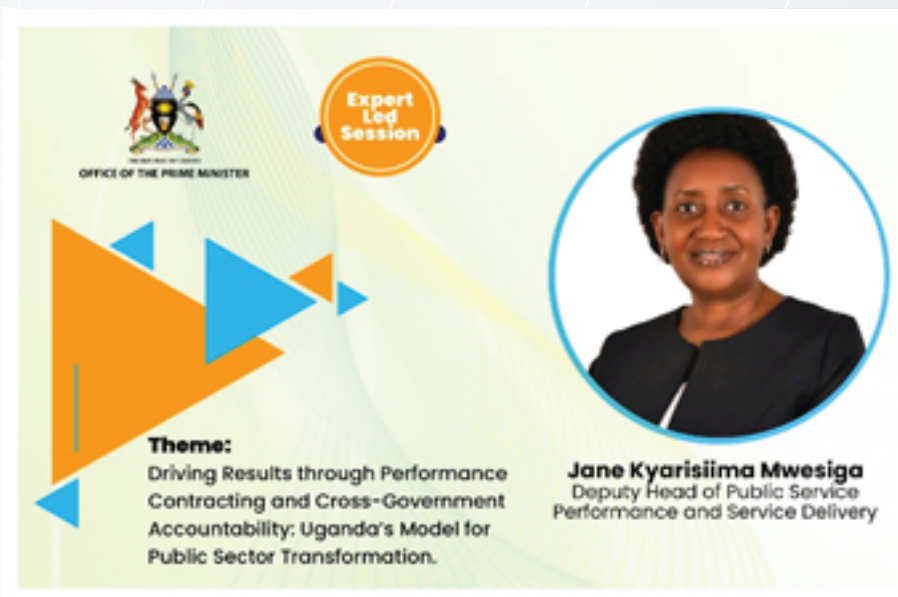 Expert
Led
Session
OFFICE OF THE PRIME MINISTER
Theme:
Driving Results through Performance
Contracting and Cross-Government
Accountability: Uganda's Model for
Public Sector Transformation.
Jane Kyarisiima Mwesiga
Deputy Head of Public Service
Performance and Service Delivery